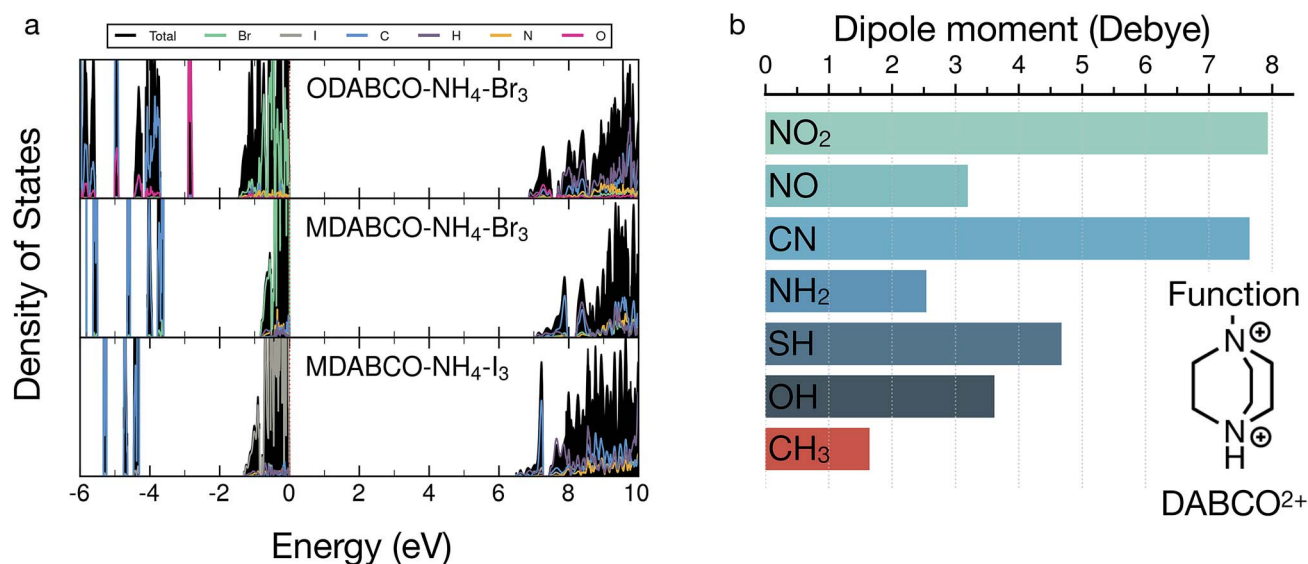 a
Total Br I C H N O
ODABCO-NH₄-Br₃
MDABCO-NH₄-Br₃
MDABCO-NH₄-I₃
Density of States
-6 -4 -2 0 2 4 6 8 10
Energy (eV)
b
Dipole moment (Debye)
0 1 2 3 4 5 6 7 8
NO₂
NO
CN
NH₂
SH
OH
CH₃
Function
N⊕
N⊕
H
DABCO²⁺